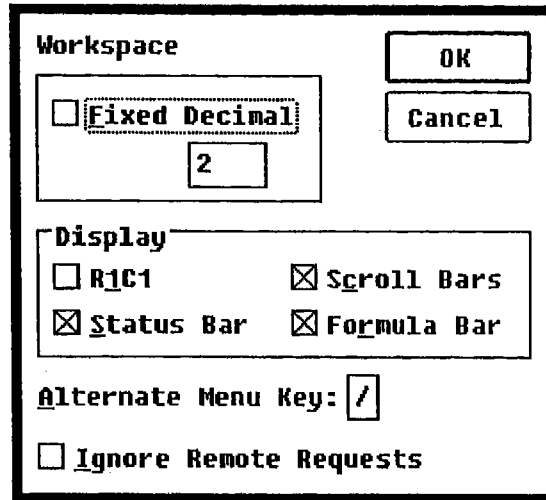 Workspace
OK
Fixed Decimal
Cancel
2
Display
R1C1
Scroll Bars
Status Bar
Formula Bar
Alternate Menu Key: /
Ignore Remote Requests